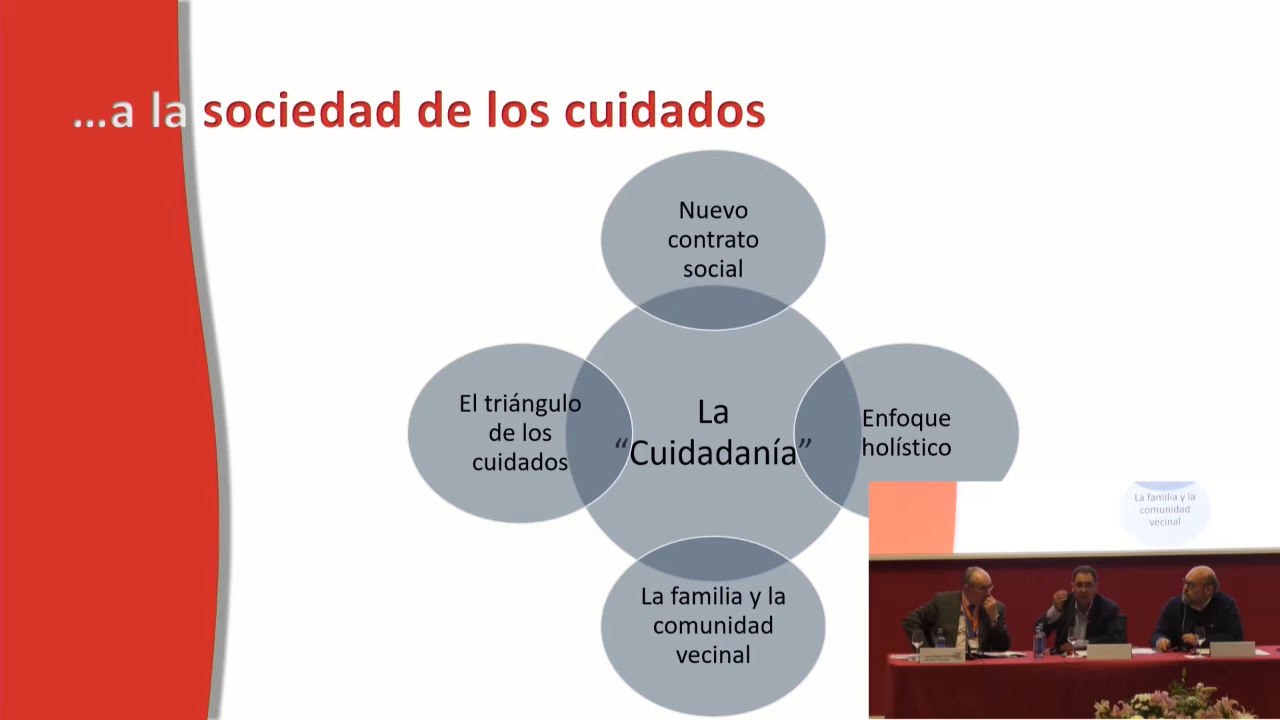 ...a la sociedad de los cuidados
Nuevo
contrato
social
El triángulo
de los
cuidados
La
“Cuidadanía”
Enfoque
holístico
La familia y la
comunidad
vecinal
La familia y la
comunidad
vecinal